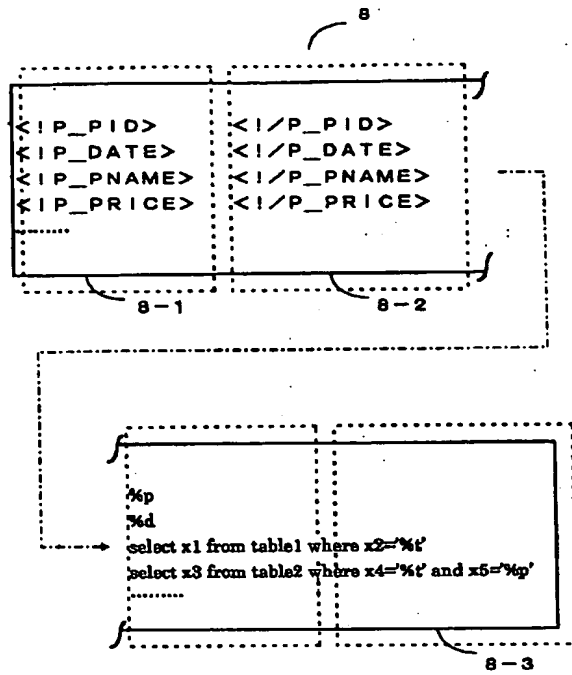 8
<!P_PID> <!/P_PID>
<!P_DATE> <!/P_DATE>
<!P_PNAME> <!/P_PNAME>
<!P_PRICE> <!/P_PRICE>
8-1 8-2
%p
%d
select x1 from table1 where x2='%t'
select x3 from table2 where x4='%t' and x5='%p'
8-3